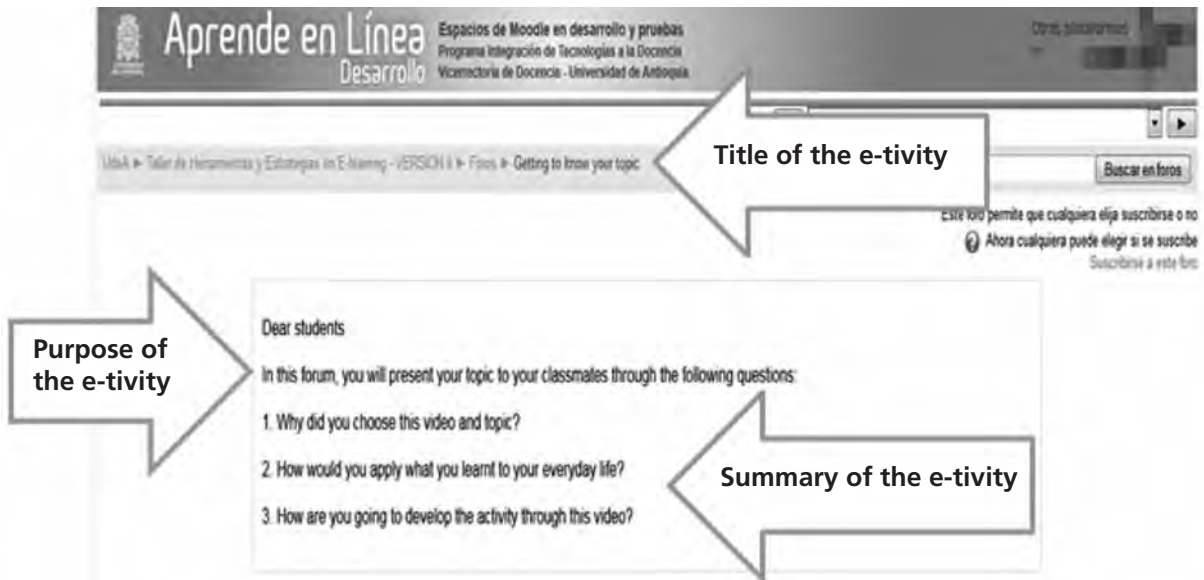 Aprende en Línea
Desarrollo
Espacios de Moodle en desarrollo y pruebas
Programa Integración de Tecnologías a la Docencia
Vicerrectoría de Docencia - Universidad de Antioquia
Otras plataformas
Title of the e-tivity
UdeA ► Taller de Herramientas y Estrategias en E-learning - VERSION II ► Foros ► Getting to know your topic
Buscar en foros
Este foro permite que cualquiera elija suscribirse o no
Ahora cualquiera puede elegir si se suscribe
Suscribirse a este foro
Purpose of
the e-tivity
Dear students
In this forum, you will present your topic to your classmates through the following questions:
1. Why did you choose this video and topic?
2. How would you apply what you learnt to your everyday life?
3. How are you going to develop the activity through this video?
Summary of the e-tivity